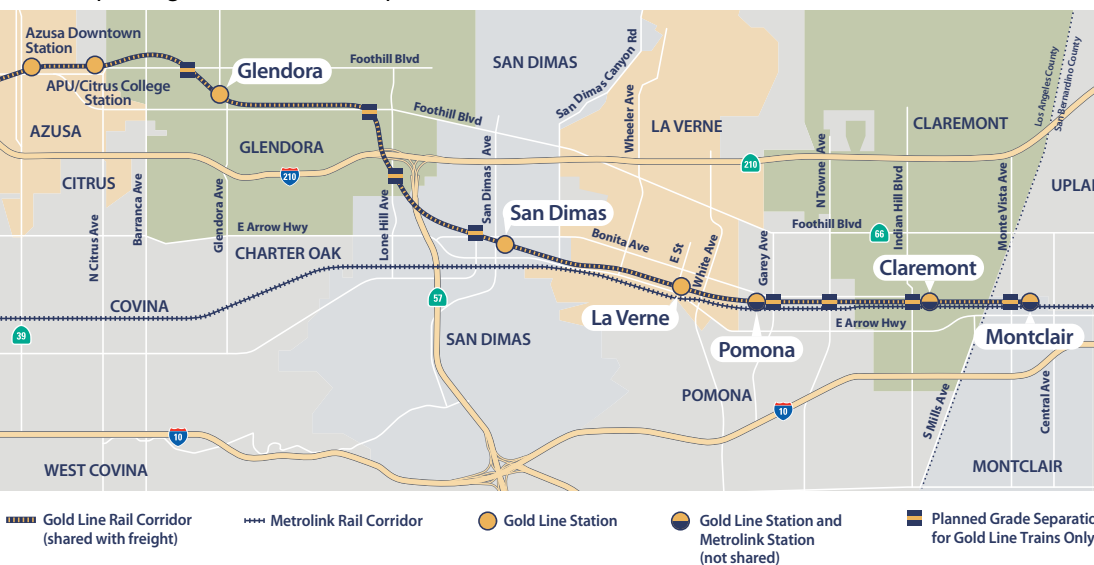 Azusa Downtown
Station
Glendora
APU/Citrus College
Station
Foothill Blvd
SAN DIMAS
San Dimas Canyon Rd
Wheeler Ave
LA VERNE
Los Angeles County
San Bernardino County
CLAREMONT
Foothill Blvd
AZUSA
GLENDORA
210
San Dimas Ave
210
N Towne Ave
Indian Hill Blvd
Monte Vista Ave
CITRUS
Barranca Ave
Glendora Ave
Lone Hill Ave
San Dimas
UPLA
N Citrus Ave
E Arrow Hwy
CHARTER OAK
Bonita Ave
E St
White Ave
Garey Ave
Foothill Blvd
66
Claremont
COVINA
57
La Verne
E Arrow Hwy
Montclair
39
SAN DIMAS
Pomona
POMONA
10
S Mills Ave
Central Ave
10
WEST COVINA
MONTCLAIR
Gold Line Rail Corridor
(shared with freight)
Metrolink Rail Corridor
Gold Line Station
Gold Line Station and
Metrolink Station
(not shared)
Planned Grade Separatio
for Gold Line Trains Only